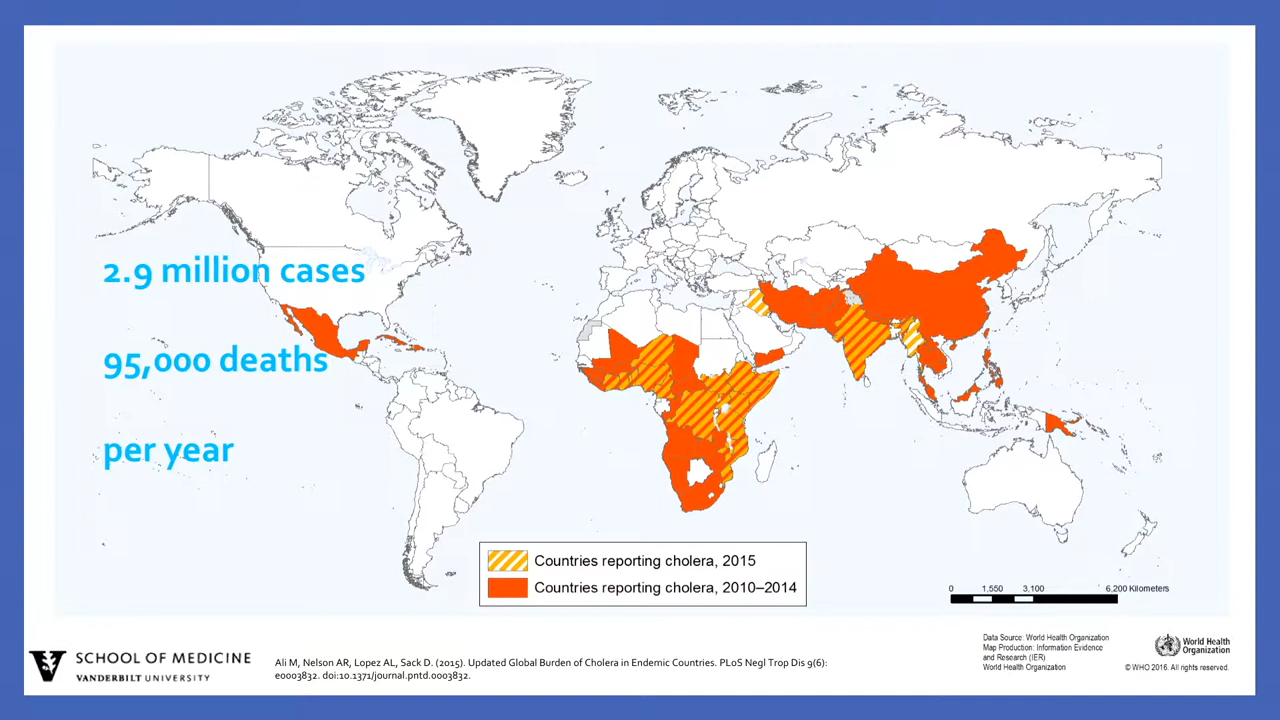 2.9 million cases
95,000 deaths
per year
Countries reporting cholera, 2015
Countries reporting cholera, 2010–2014
0 1,550 3,100 6,200 Kilometers
SCHOOL OF MEDICINE
VANDERBILT UNIVERSITY
Ali M, Nelson AR, Lopez AL, Sack D. (2015). Updated Global Burden of Cholera in Endemic Countries. PLoS Negl Trop Dis 9(6):
e0003832. doi:10.1371/journal.pntd.0003832.
Data Source: World Health Organization
Map Production: Information Evidence
and Research (IER)
World Health Organization
World Health
Organization
© WHO 2016. All rights reserved.